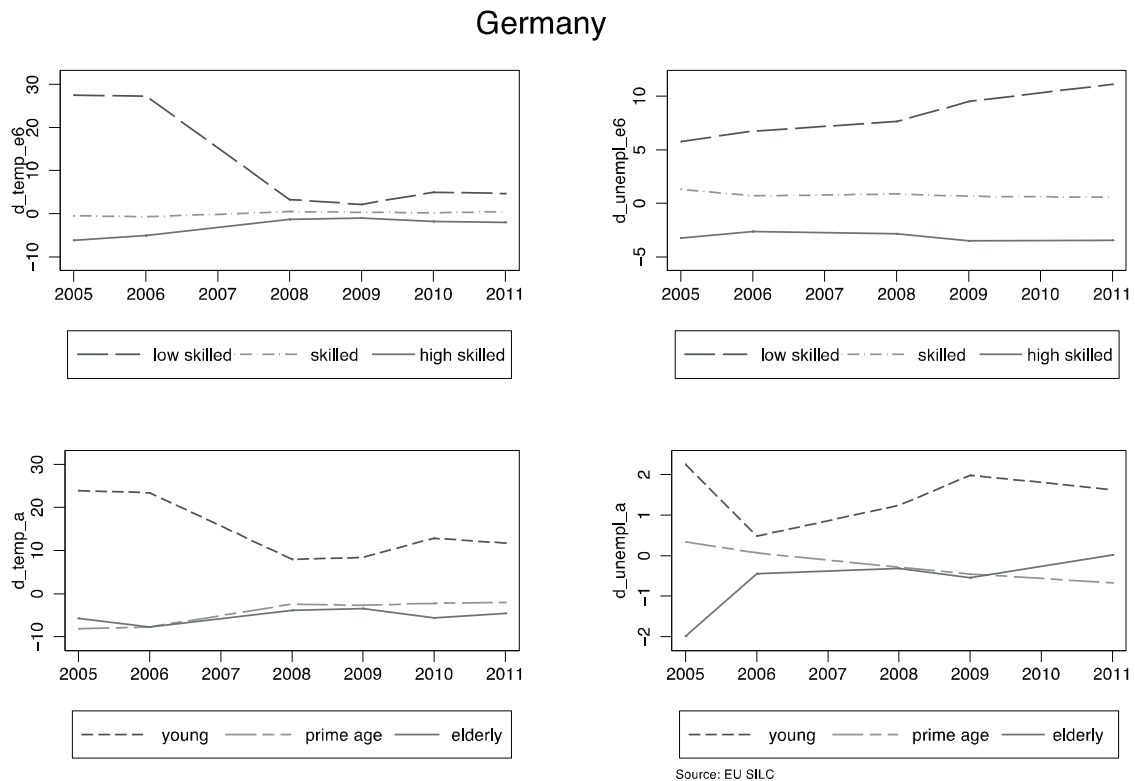 Germany
d_temp_e6
30
20
10
0
−10
2005 2006 2007 2008 2009 2010 2011
low skilled skilled high skilled
d_unempl_e6
10
5
0
−5
2005 2006 2007 2008 2009 2010 2011
low skilled skilled high skilled
d_temp_a
30
20
10
0
−10
2005 2006 2007 2008 2009 2010 2011
young prime age elderly
d_unempl_a
2
1
0
−1
−2
2005 2006 2007 2008 2009 2010 2011
young prime age elderly
Source: EU SILC